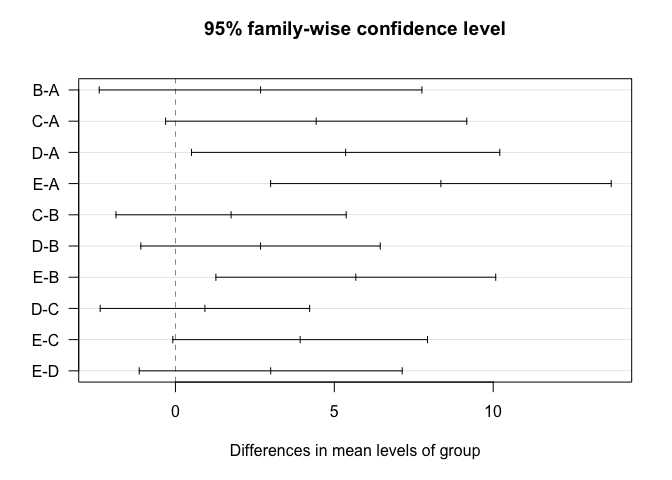 95% family-wise confidence level
B-A
C-A
D-A
E-A
C-B
D-B
E-B
D-C
E-C
E-D
0 5 10
Differences in mean levels of group